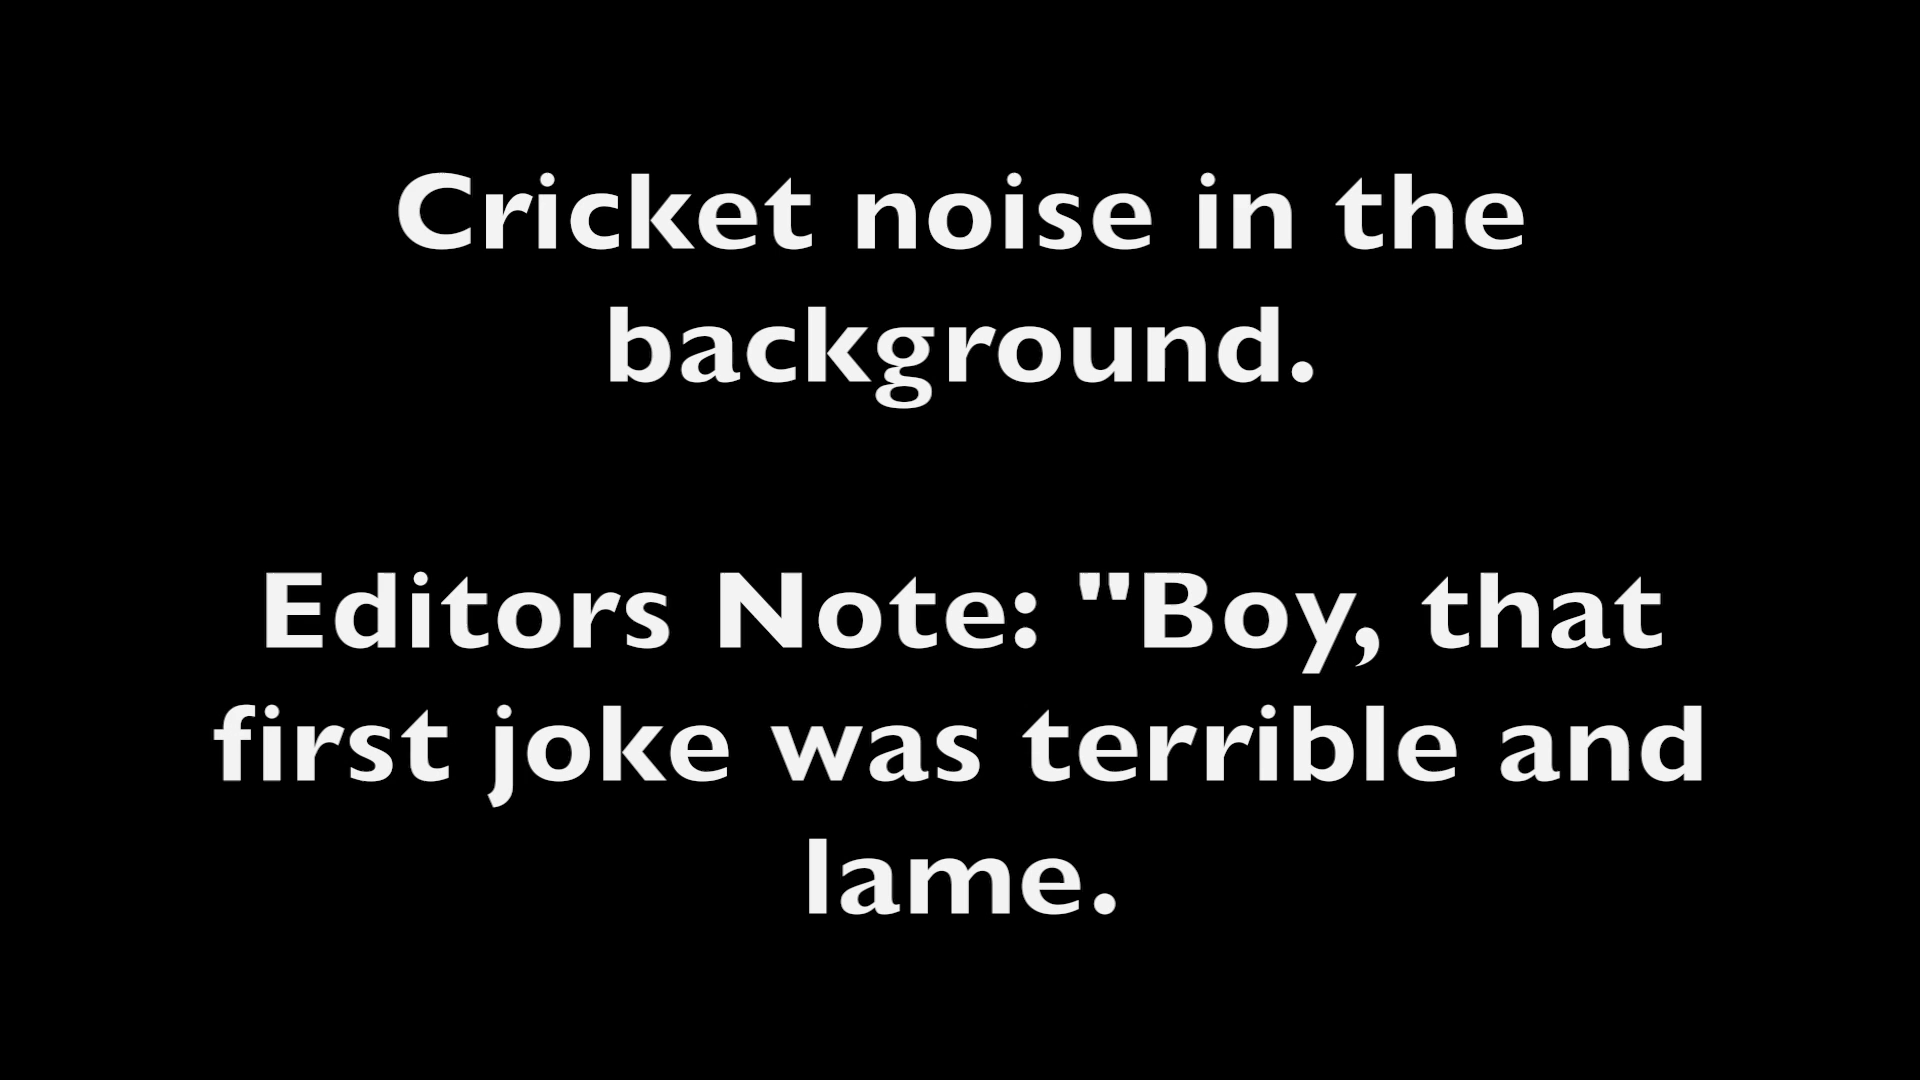 Cricket noise in the
background.
Editors Note: "Boy, that
first joke was terrible and
lame.